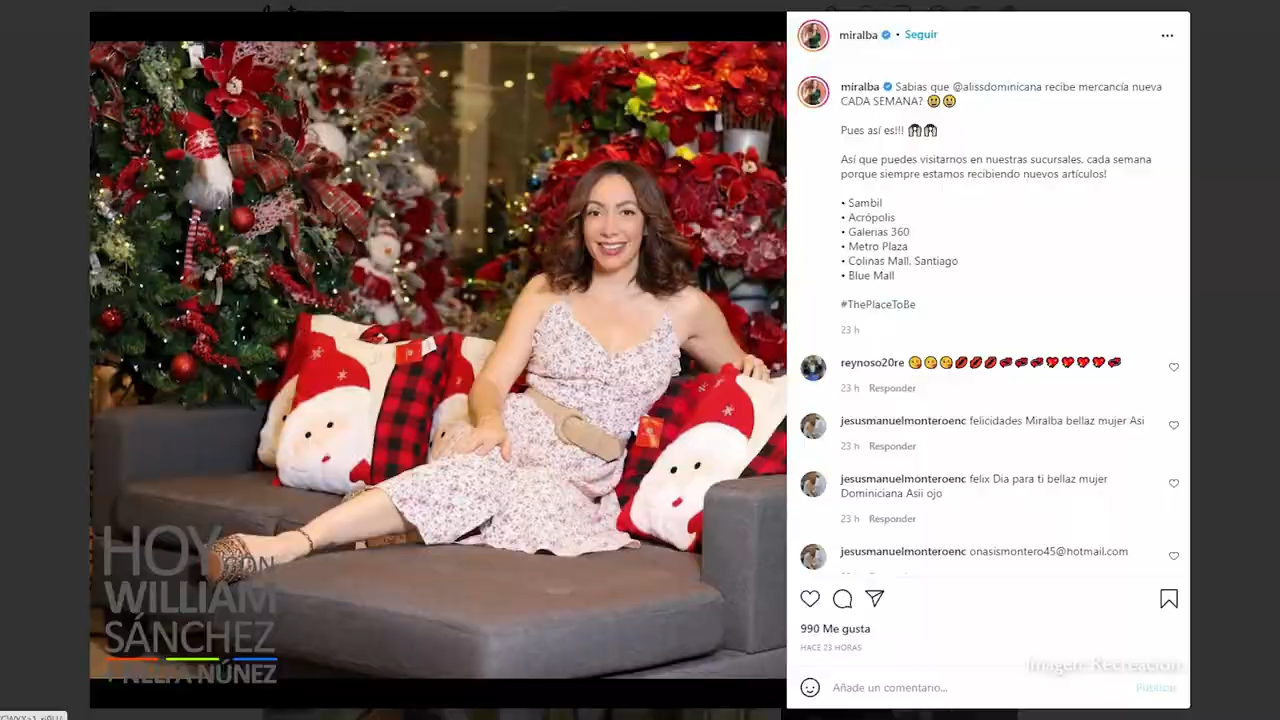 miralba • Seguir
miralba Sabias que @alissdominicana recibe mercancía nueva
CADA SEMANA?
Pues así es!!!
Así que puedes visitarnos en nuestras sucursales, cada semana
porque siempre estamos recibiendo nuevos artículos!
• Sambil
• Acrópolis
• Galerias 360
• Metro Plaza
• Colinas Mall, Santiago
• Blue Mall
#ThePlaceToBe
23 h
reynoso20re
23 h Responder
jesusmanuelmonteroenc felicidades Miralba bellaz mujer Asi
23 h Responder
jesusmanuelmonteroenc felix Dia para ti bellaz mujer
Dominiciana Asii ojo
23 h Responder
jesusmanuelmonteroenc onasismontero45@hotmail.com
990 Me gusta
HACE 23 HORAS
Añade un comentario...
Publicar
Imagen: Recreación
HOY CON
WILLIAM
SÁNCHEZ
NÚNEZ